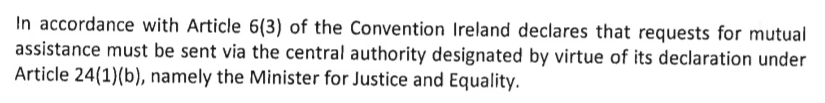 In accordance with Article 6(3) of the Convention Ireland declares that requests for mutual
assistance must be sent via the central authority designated by virtue of its declaration under
Article 24(1)(b), namely the Minister for Justice and Equality.